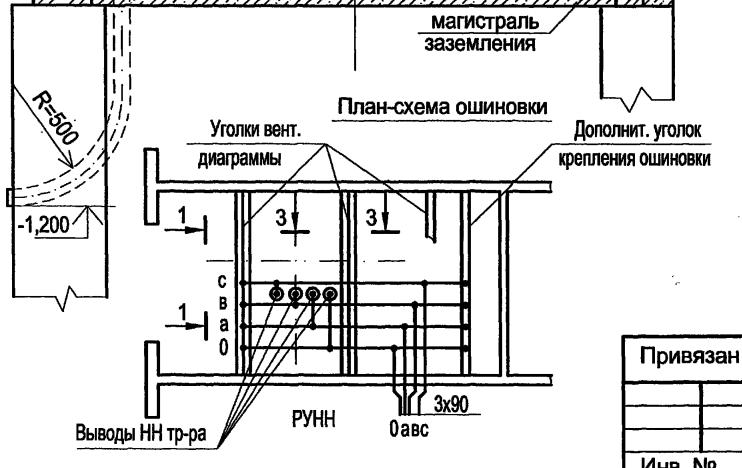 магистраль
заземления
R=500
План-схема ошиновки
Уголки вент.
диаграммы
Дополнит. уголок
крепления ошиновки
-1,200
1
3
3
с
в
1
а
0
Привязан
3х90
РУНН
0авс
Выводы НН тр-ра
Инв. №